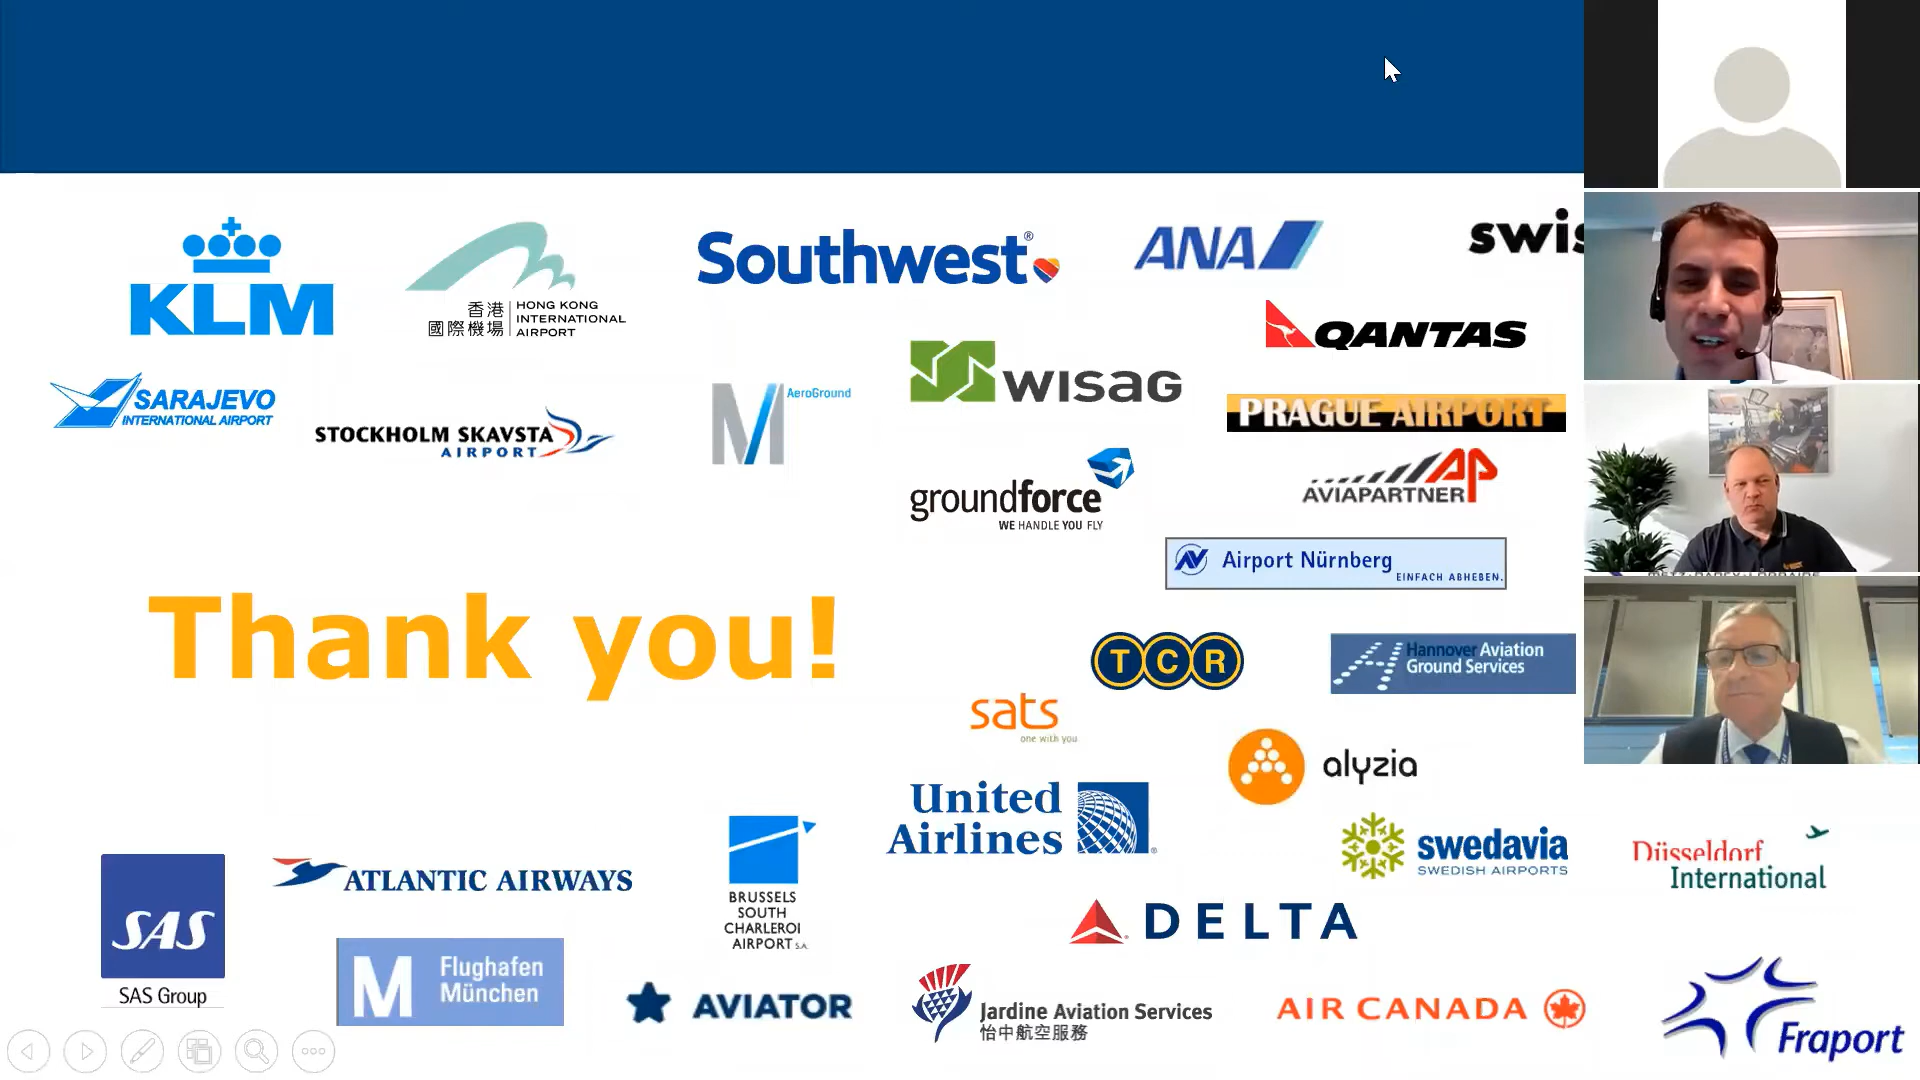 KLM
香港
國際機場
HONG KONG
INTERNATIONAL
AIRPORT
Southwest®
ANA
swis
QANTAS
SARAJEVO
INTERNATIONAL AIRPORT
STOCKHOLM SKAVSTA
AIRPORT
M
AeroGround
WISAG
PRAGUE AIRPORT
groundforce
WE HANDLE YOU FLY
AP
AVIAPARTNER
Airport Nürnberg
EINFACH ABHEBEN.
Thank you!
TCR
Hannover Aviation
Ground Services
sats
one with you
alyzia
United
Airlines
swedavia
SWEDISH AIRPORTS
Düsseldorf
International
SAS
SAS Group
ATLANTIC AIRWAYS
BRUSSELS
SOUTH
CHARLEROI
AIRPORT S.A.
DELTA
M
Flughafen
München
AVIATOR
Jardine Aviation Services
怡中航空服務
AIR CANADA
Fraport